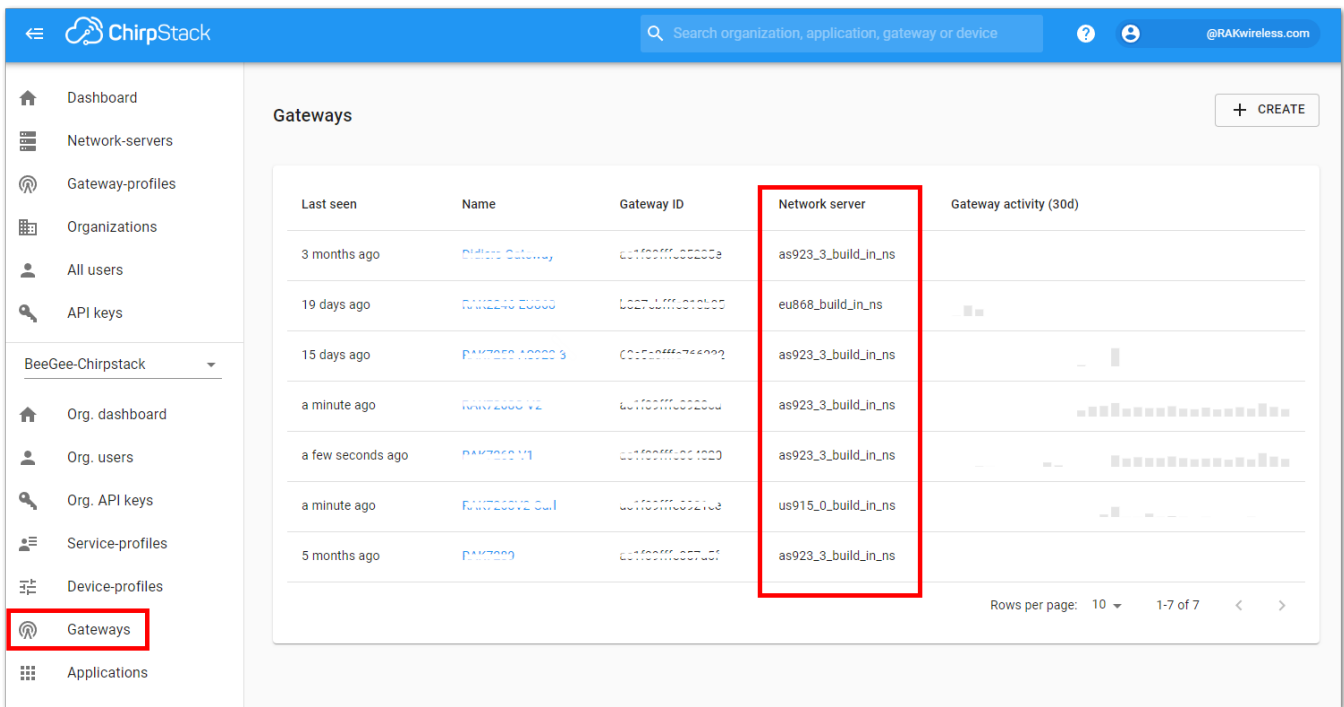 ChirpStack
Search organization, application, gateway or device
@RAKwireless.com
Dashboard
Network-servers
Gateway-profiles
Organizations
All users
API keys
BeeGee-Chirpstack
Org. dashboard
Org. users
Org. API keys
Service-profiles
Device-profiles
Gateways
Applications
Gateways
+ CREATE
Last seen Name Gateway ID Network server Gateway activity (30d)
3 months ago as923_3_build_in_ns
19 days ago eu868_build_in_ns
15 days ago as923_3_build_in_ns
a minute ago as923_3_build_in_ns
a few seconds ago as923_3_build_in_ns
a minute ago us915_0_build_in_ns
5 months ago as923_3_build_in_ns
Rows per page: 10 1-7 of 7